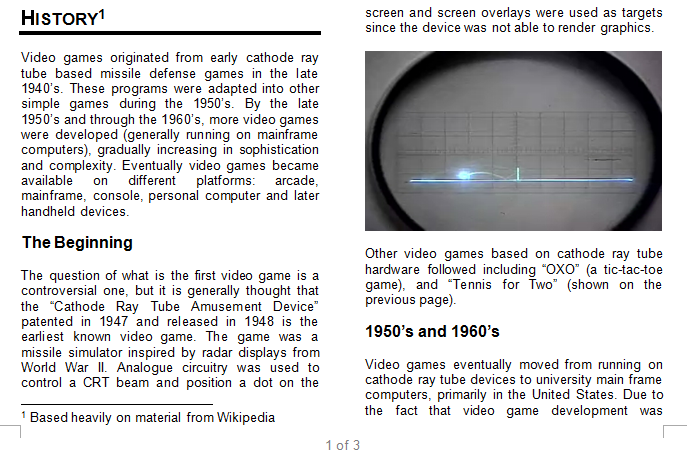 HISTORY1
Video games originated from early cathode ray
tube based missile defense games in the late
1940’s. These programs were adapted into other
simple games during the 1950’s. By the late
1950’s and through the 1960’s, more video games
were developed (generally running on mainframe
computers), gradually increasing in sophistication
and complexity. Eventually video games became
available on different platforms: arcade,
mainframe, console, personal computer and later
handheld devices.
The Beginning
The question of what is the first video game is a
controversial one, but it is generally thought that
the “Cathode Ray Tube Amusement Device”
patented in 1947 and released in 1948 is the
earliest known video game. The game was a
missile simulator inspired by radar displays from
World War II. Analogue circuitry was used to
control a CRT beam and position a dot on the
1 Based heavily on material from Wikipedia
screen and screen overlays were used as targets
since the device was not able to render graphics.
Other video games based on cathode ray tube
hardware followed including “OXO” (a tic-tac-toe
game), and “Tennis for Two” (shown on the
previous page).
1950’s and 1960’s
Video games eventually moved from running on
cathode ray tube devices to university main frame
computers, primarily in the United States. Due to
the fact that video game development was
1 of 3